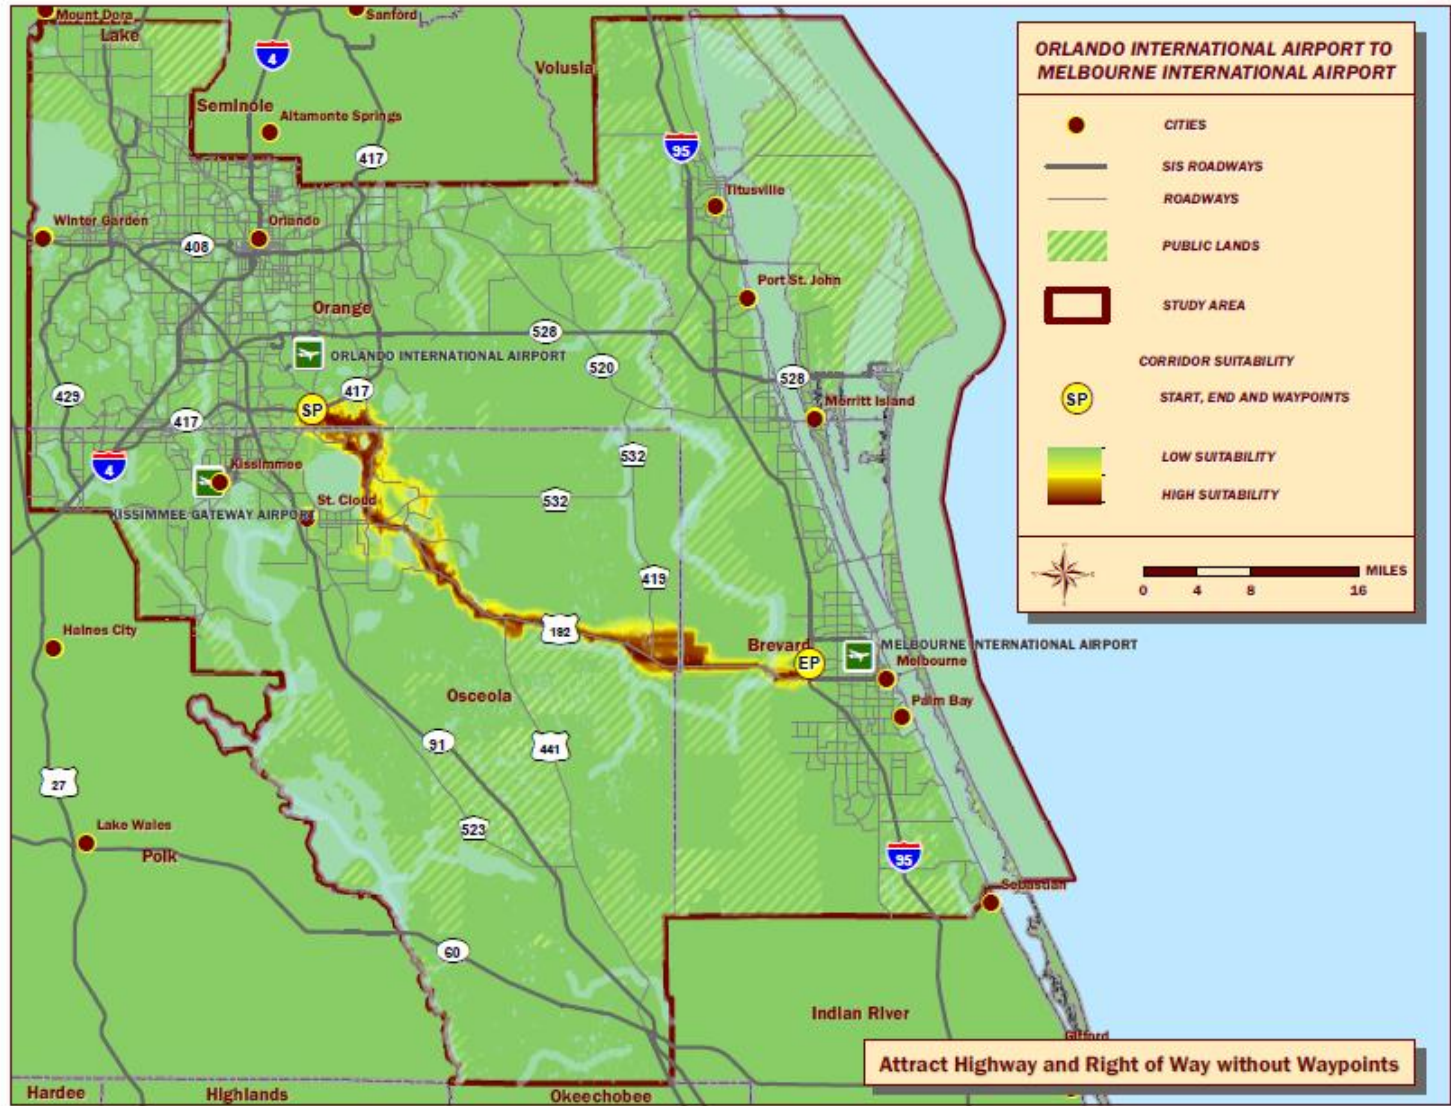 Mount Dora
Sanford
Lake
4
Volusia
Seminole
Altamonte Springs
417
95
Titusville
Winter Garden
Orlando
408
Port St. John
Orange
528
ORLANDO INTERNATIONAL AIRPORT
520
528
429
417
SP
Merritt Island
417
532
4
Kissimmee
St. Cloud
532
KISSIMMEE GATEWAY AIRPORT
419
Haines City
192
Brevard
MELBOURNE INTERNATIONAL AIRPORT
EP
Melbourne
Osceola
Palm Bay
91
441
27
523
Lake Wales
Polk
95
Sebastian
60
Indian River
Gifford
Hardee
Highlands
Okeechobee
ORLANDO INTERNATIONAL AIRPORT TO
MELBOURNE INTERNATIONAL AIRPORT
CITIES
SIS ROADWAYS
ROADWAYS
PUBLIC LANDS
STUDY AREA
CORRIDOR SUITABILITY
SP
START, END AND WAYPOINTS
LOW SUITABILITY
HIGH SUITABILITY
MILES
0 4 8 16
Attract Highway and Right of Way without Waypoints